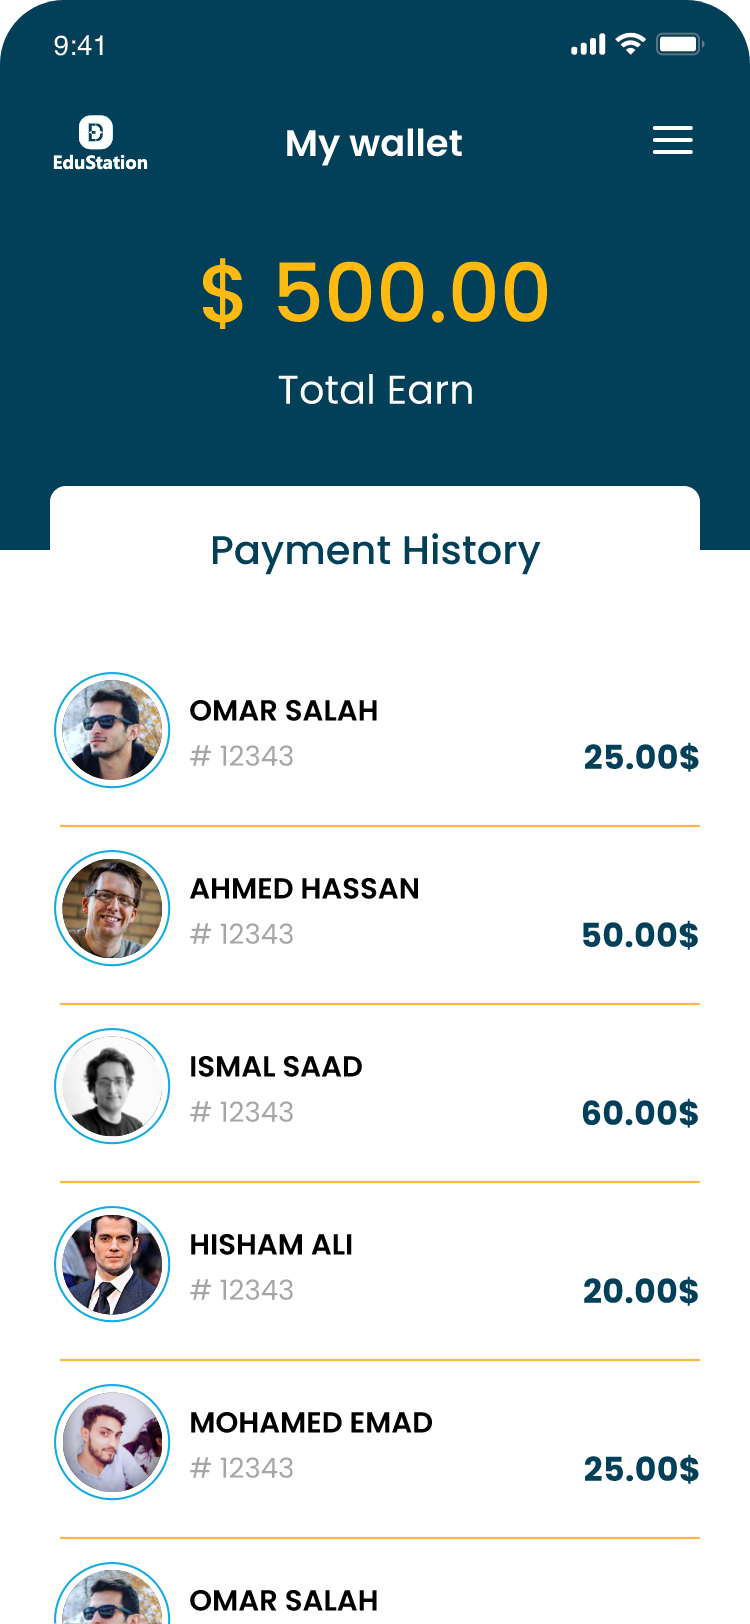 9:41
EduStation
My wallet
$ 500.00
Total Earn
Payment History
OMAR SALAH
# 12343
25.00$
AHMED HASSAN
# 12343
50.00$
ISMAL SAAD
# 12343
60.00$
HISHAM ALI
# 12343
20.00$
MOHAMED EMAD
# 12343
25.00$
OMAR SALAH